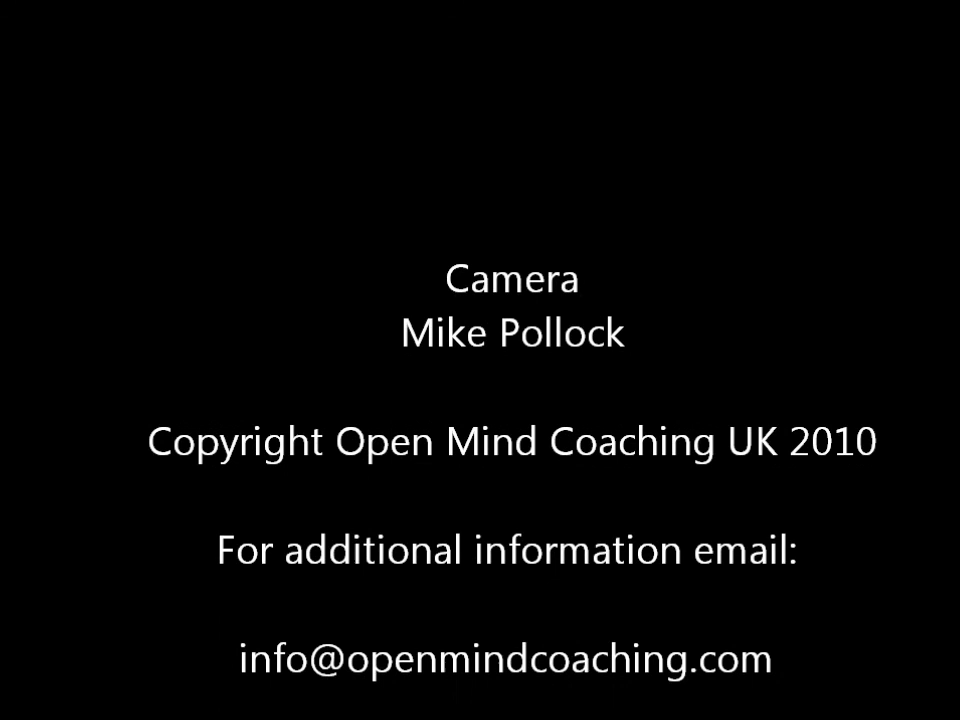 Camera
Mike Pollock
Copyright Open Mind Coaching UK 2010
For additional information email:
info@openmindcoaching.com